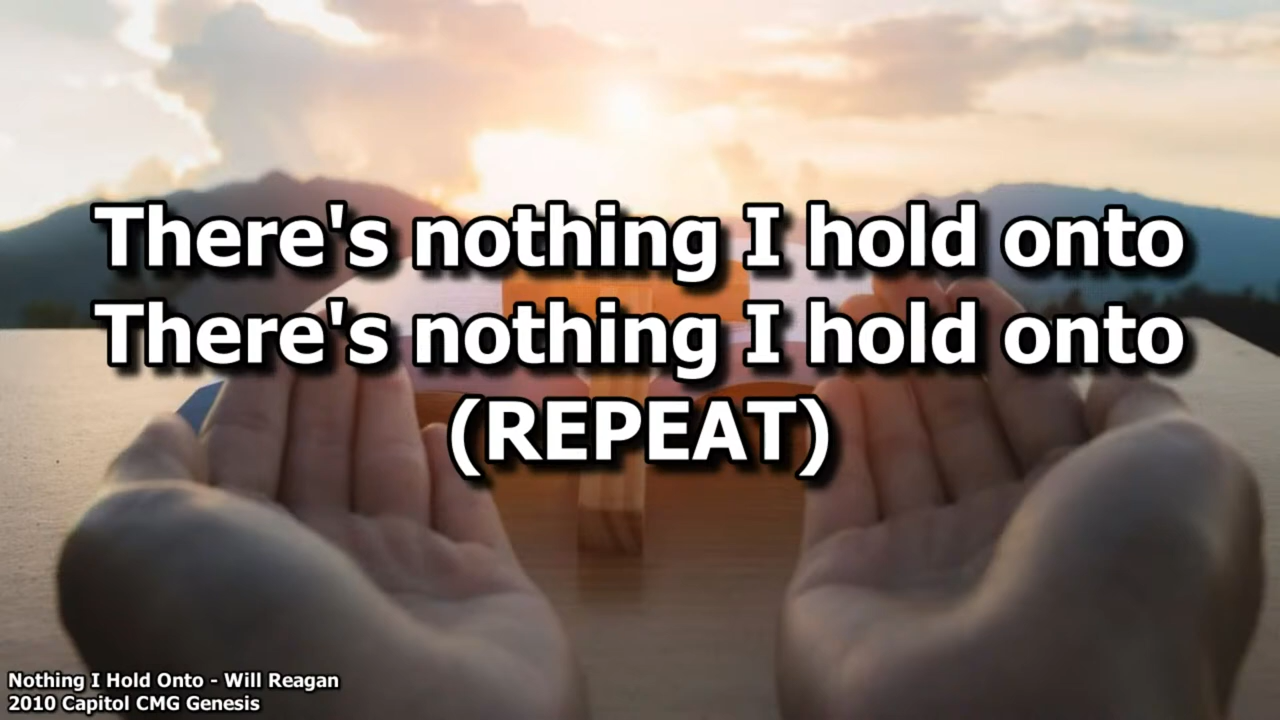 There's nothing I hold onto
There's nothing I hold onto
(REPEAT)
Nothing I Hold Onto - Will Reagan
2010 Capitol CMG Genesis